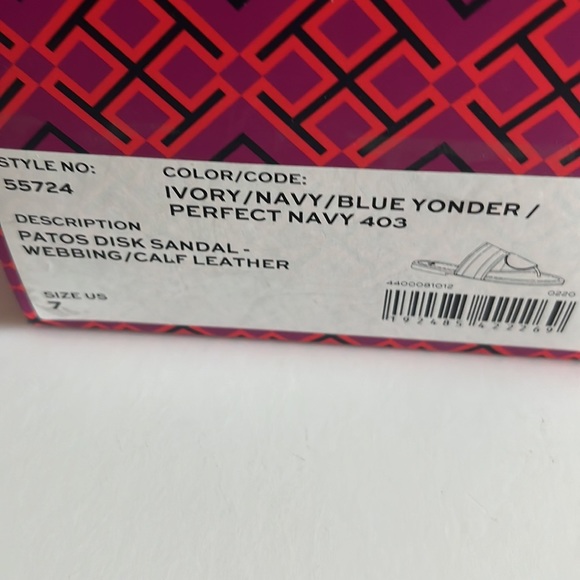 STYLE NO:
55724
COLOR/CODE:
IVORY/NAVY/BLUE YONDER /
PERFECT NAVY 403
DESCRIPTION
PATOS DISK SANDAL -
WEBBING/CALF LEATHER
SIZE US
7
4400081012
0220
192485422269